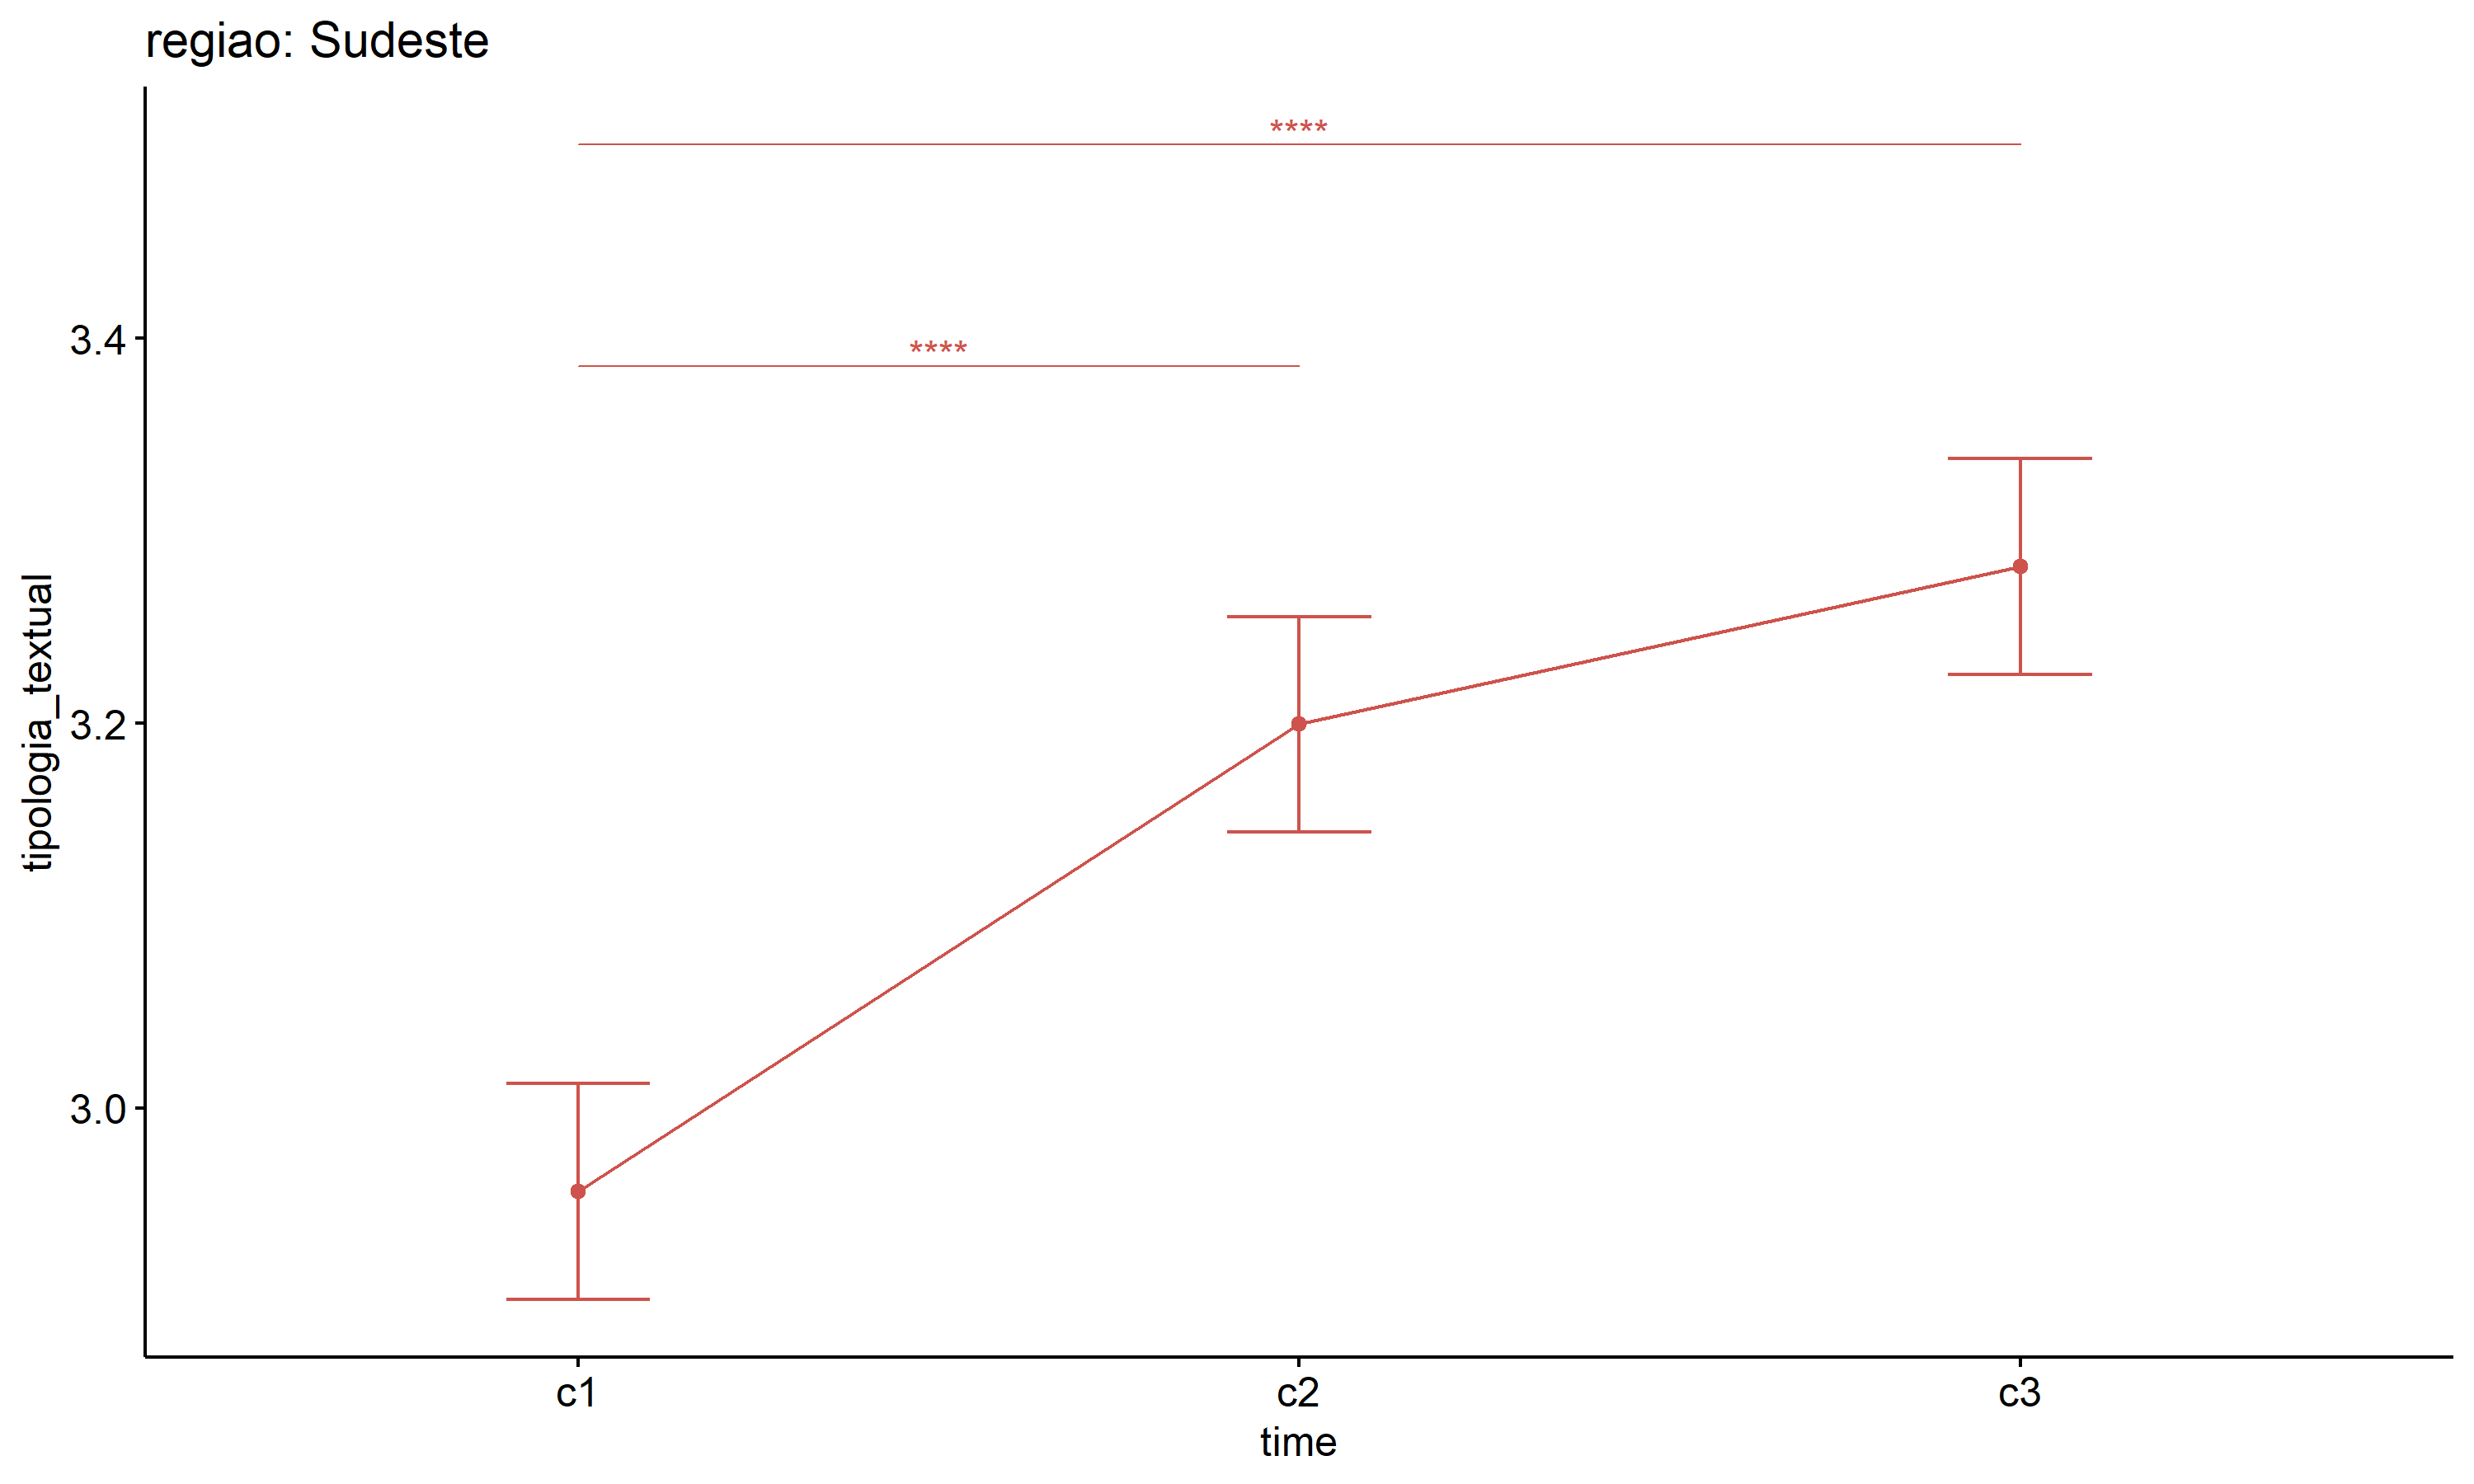 regiao: Sudeste
****
****
3.4
3.2
3.0
tipologia_textual
c1
c2
c3
time